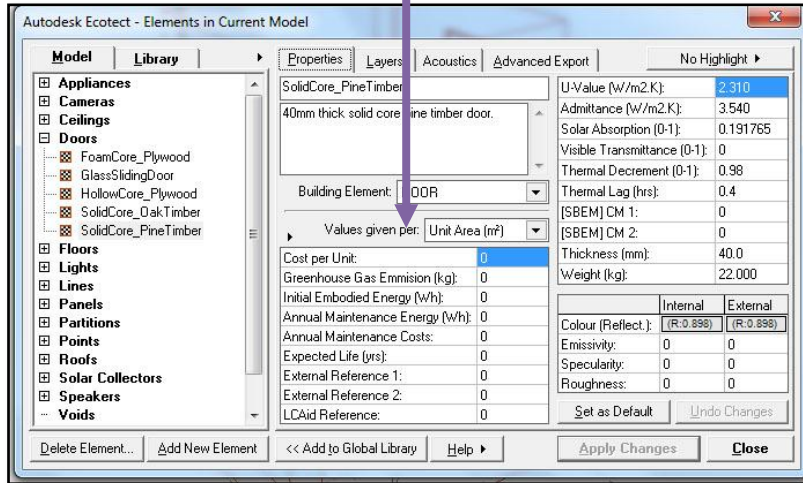 Autodesk Ecotect - Elements in Current Model
Model Library
Appliances
Cameras
Ceilings
Doors
FoamCore_Plywood
GlassSlidingDoor
HollowCore_Plywood
SolidCore_OakTimber
SolidCore_PineTimber
Floors
Lights
Lines
Panels
Partitions
Points
Roofs
Solar Collectors
Speakers
Voids
Properties Layers Acoustics Advanced Export
No Highlight
SolidCore_PineTimber
40mm thick solid core pine timber door.
Building Element: DOOR
Values given per: Unit Area (m²)
Cost per Unit: 0
Greenhouse Gas Emmision (kg): 0
Initial Embodied Energy (Wh): 0
Annual Maintenance Energy (Wh): 0
Annual Maintenance Costs: 0
Expected Life (yrs): 0
External Reference 1: 0
External Reference 2: 0
LCAid Reference: 0
U-Value (W/m2.K): 2.310
Admittance (W/m2.K): 3.540
Solar Absorption (0-1): 0.191765
Visible Transmittance (0-1): 0
Thermal Decrement (0-1): 0.98
Thermal Lag (hrs): 0.4
[SBEM] CM 1: 0
[SBEM] CM 2: 0
Thickness (mm): 40.0
Weight (kg): 22.000
Internal External
Colour (Reflect.): (R:0.898) (R:0.898)
Emissivity: 0 0
Specularity: 0 0
Roughness: 0 0
Set as Default Undo Changes
Delete Element... Add New Element << Add to Global Library Help Apply Changes Close